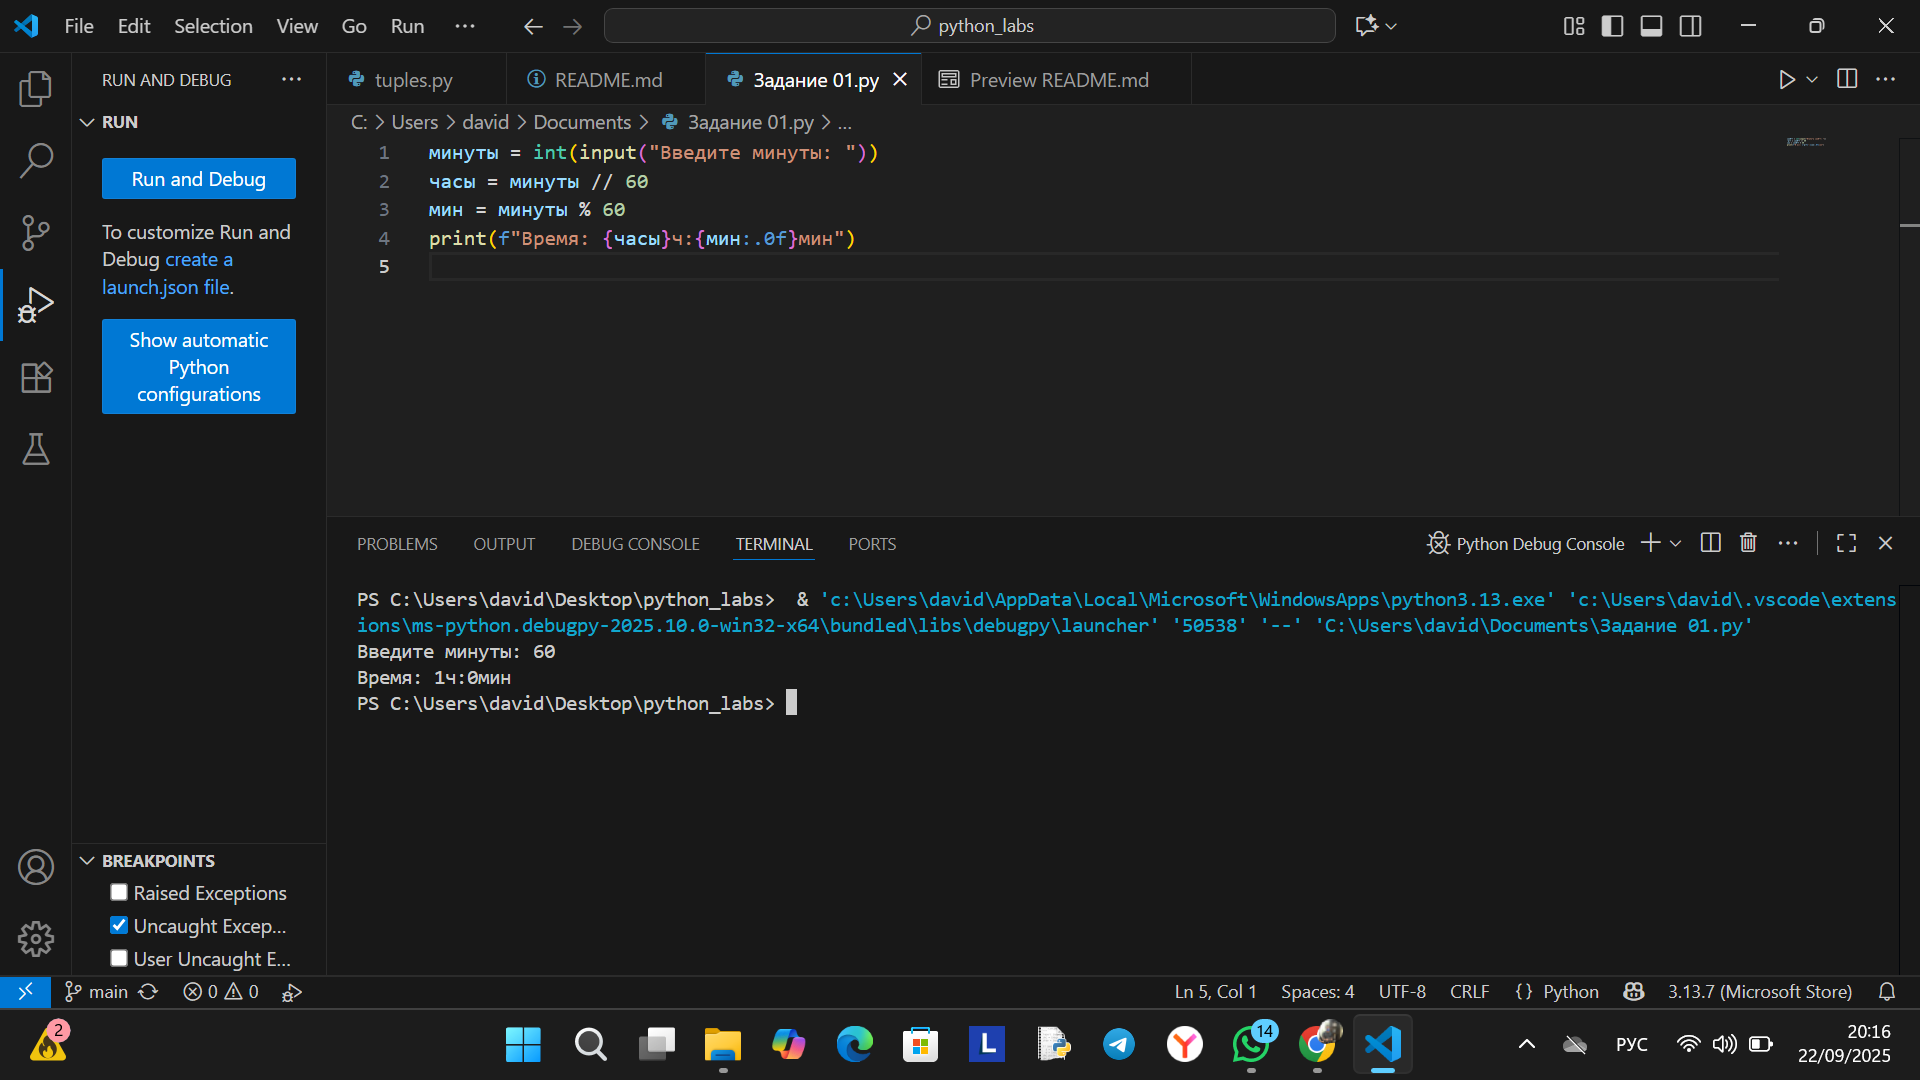 File Edit Selection View Go Run ··· python_labs
RUN AND DEBUG ···
RUN
Run and Debug
To customize Run and
Debug create a
launch.json file.
Show automatic
Python
configurations
BREAKPOINTS
Raised Exceptions
Uncaught Excep...
User Uncaught E...
tuples.py README.md Задание 01.py Preview README.md ···
C: > Users > david > Documents > Задание 01.py > ...
1 минуты = int(input("Введите минуты: "))
2 часы = минуты // 60
3 мин = минуты % 60
4 print(f"Время: {часы}ч:{мин:.0f}мин")
5
PROBLEMS OUTPUT DEBUG CONSOLE TERMINAL PORTS Python Debug Console ···
PS C:\Users\david\Desktop\python_labs>  & 'c:\Users\david\AppData\Local\Microsoft\WindowsApps\python3.13.exe' 'c:\Users\david\.vscode\extens
ions\ms-python.debugpy-2025.10.0-win32-x64\bundled\libs\debugpy\launcher' '50538' '--' 'C:\Users\david\Documents\Задание 01.py'
Введите минуты: 60
Время: 1ч:0мин
PS C:\Users\david\Desktop\python_labs>
main 0 0 Ln 5, Col 1 Spaces: 4 UTF-8 CRLF {} Python 3.13.7 (Microsoft Store)
2 L Y 14 РУС 20:16
22/09/2025